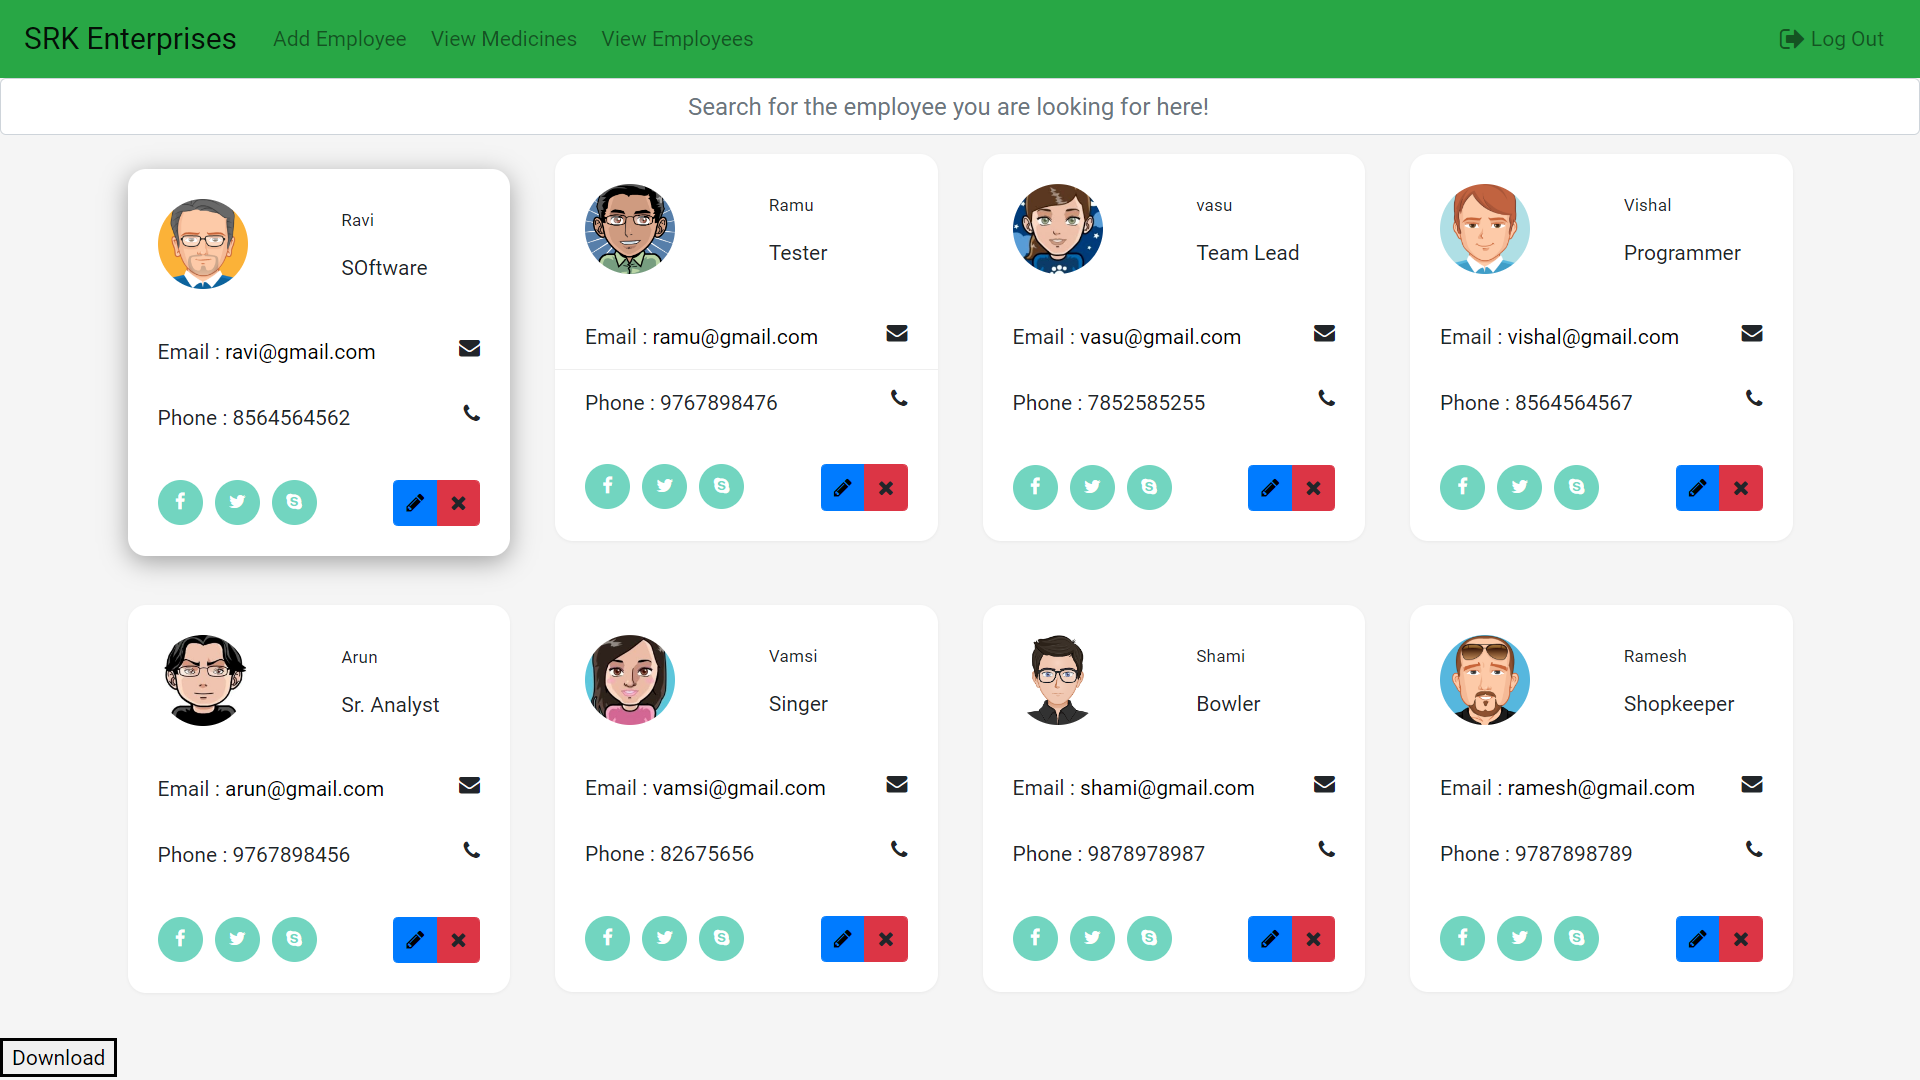 SRK Enterprises Add Employee View Medicines View Employees Log Out
Search for the employee you are looking for here!
Ravi
SOftware
Email : ravi@gmail.com
Phone : 8564564562
Ramu
Tester
Email : ramu@gmail.com
Phone : 9767898476
vasu
Team Lead
Email : vasu@gmail.com
Phone : 7852585255
Vishal
Programmer
Email : vishal@gmail.com
Phone : 8564564567
Arun
Sr. Analyst
Email : arun@gmail.com
Phone : 9767898456
Vamsi
Singer
Email : vamsi@gmail.com
Phone : 82675656
Shami
Bowler
Email : shami@gmail.com
Phone : 9878978987
Ramesh
Shopkeeper
Email : ramesh@gmail.com
Phone : 9787898789
Download